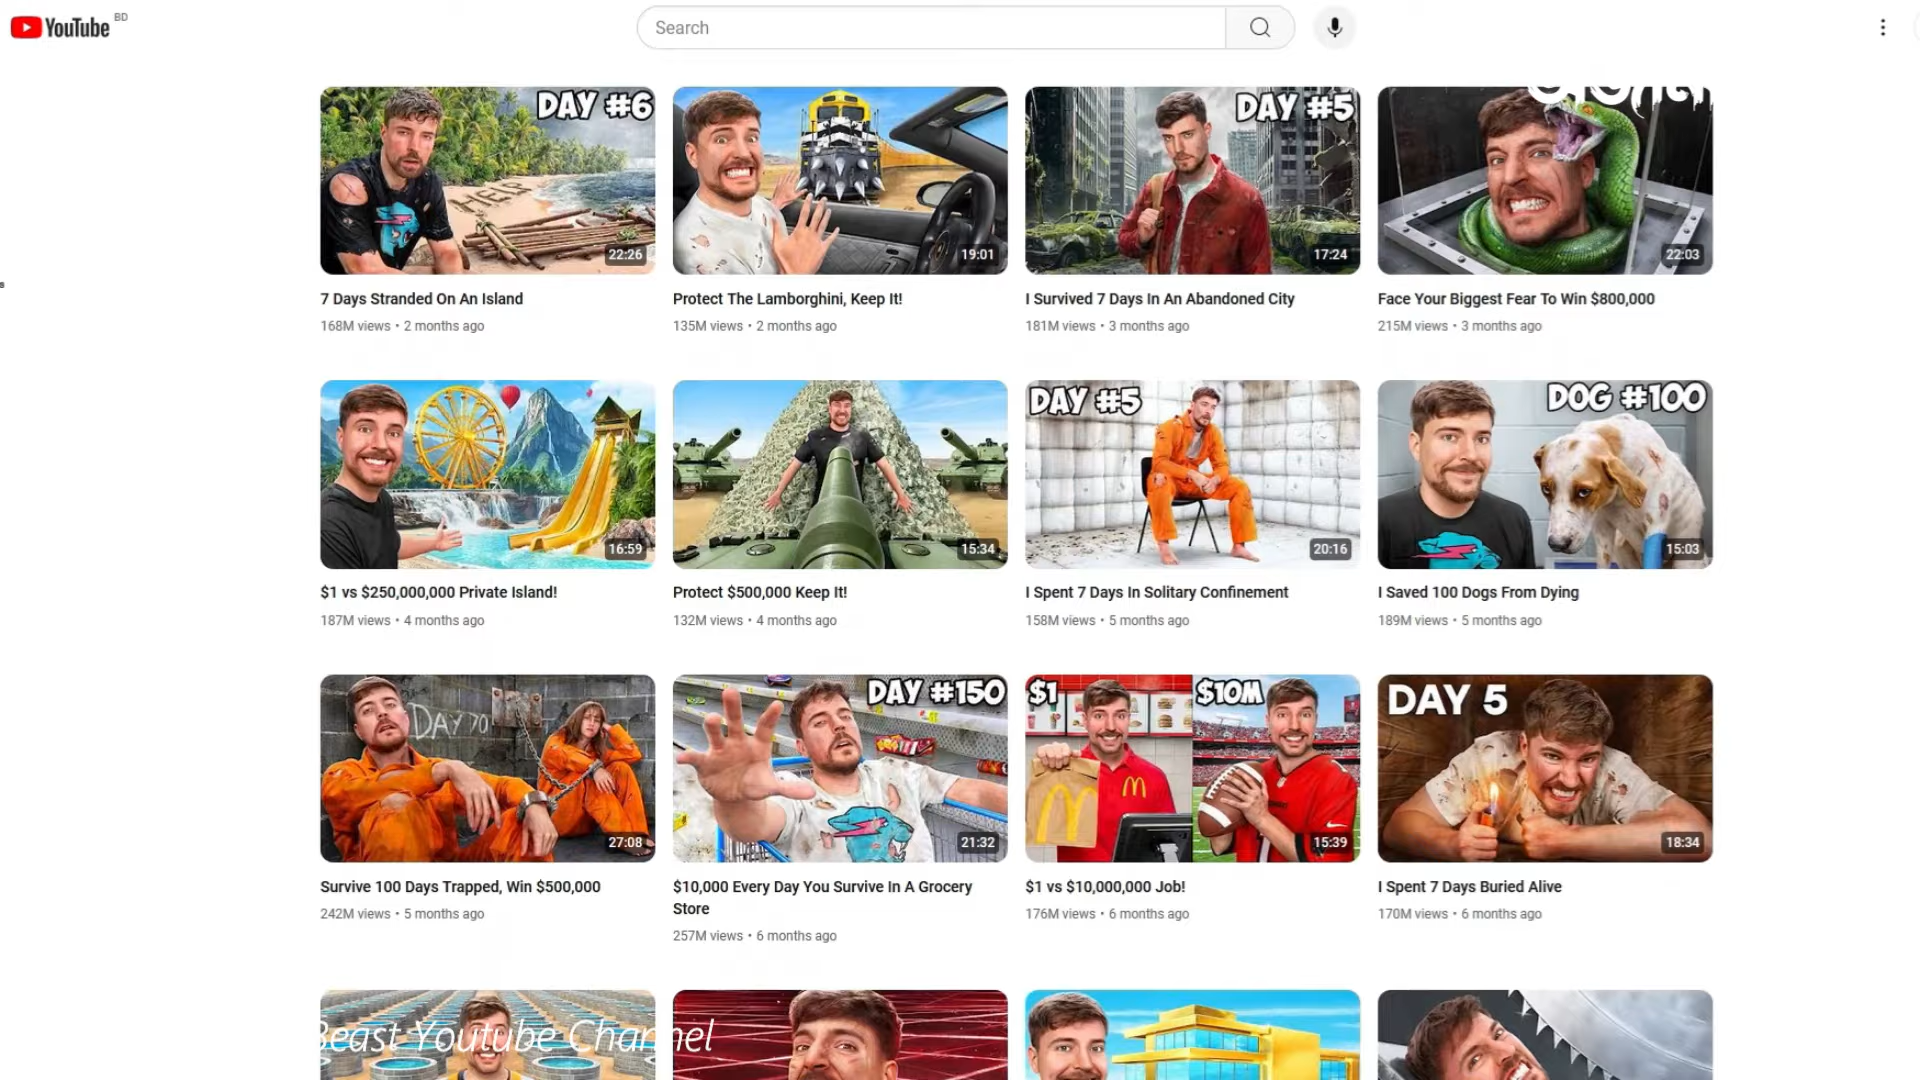 YouTube BD
Search
DAY #6
22:26
19:01
DAY #5
17:24
22:03
7 Days Stranded On An Island
Protect The Lamborghini, Keep It!
I Survived 7 Days In An Abandoned City
Face Your Biggest Fear To Win $800,000
168M views • 2 months ago
135M views • 2 months ago
181M views • 3 months ago
215M views • 3 months ago
16:59
15:34
DAY #5
20:16
DOG #100
15:03
$1 vs $250,000,000 Private Island!
Protect $500,000 Keep It!
I Spent 7 Days In Solitary Confinement
I Saved 100 Dogs From Dying
187M views • 4 months ago
132M views • 4 months ago
158M views • 5 months ago
189M views • 5 months ago
DAY 70
27:08
DAY #150
21:32
$1
$10M
15:39
DAY 5
18:34
Survive 100 Days Trapped, Win $500,000
$10,000 Every Day You Survive In A Grocery
Store
$1 vs $10,000,000 Job!
I Spent 7 Days Buried Alive
242M views • 5 months ago
257M views • 6 months ago
176M views • 6 months ago
170M views • 6 months ago
Beast Youtube Channel